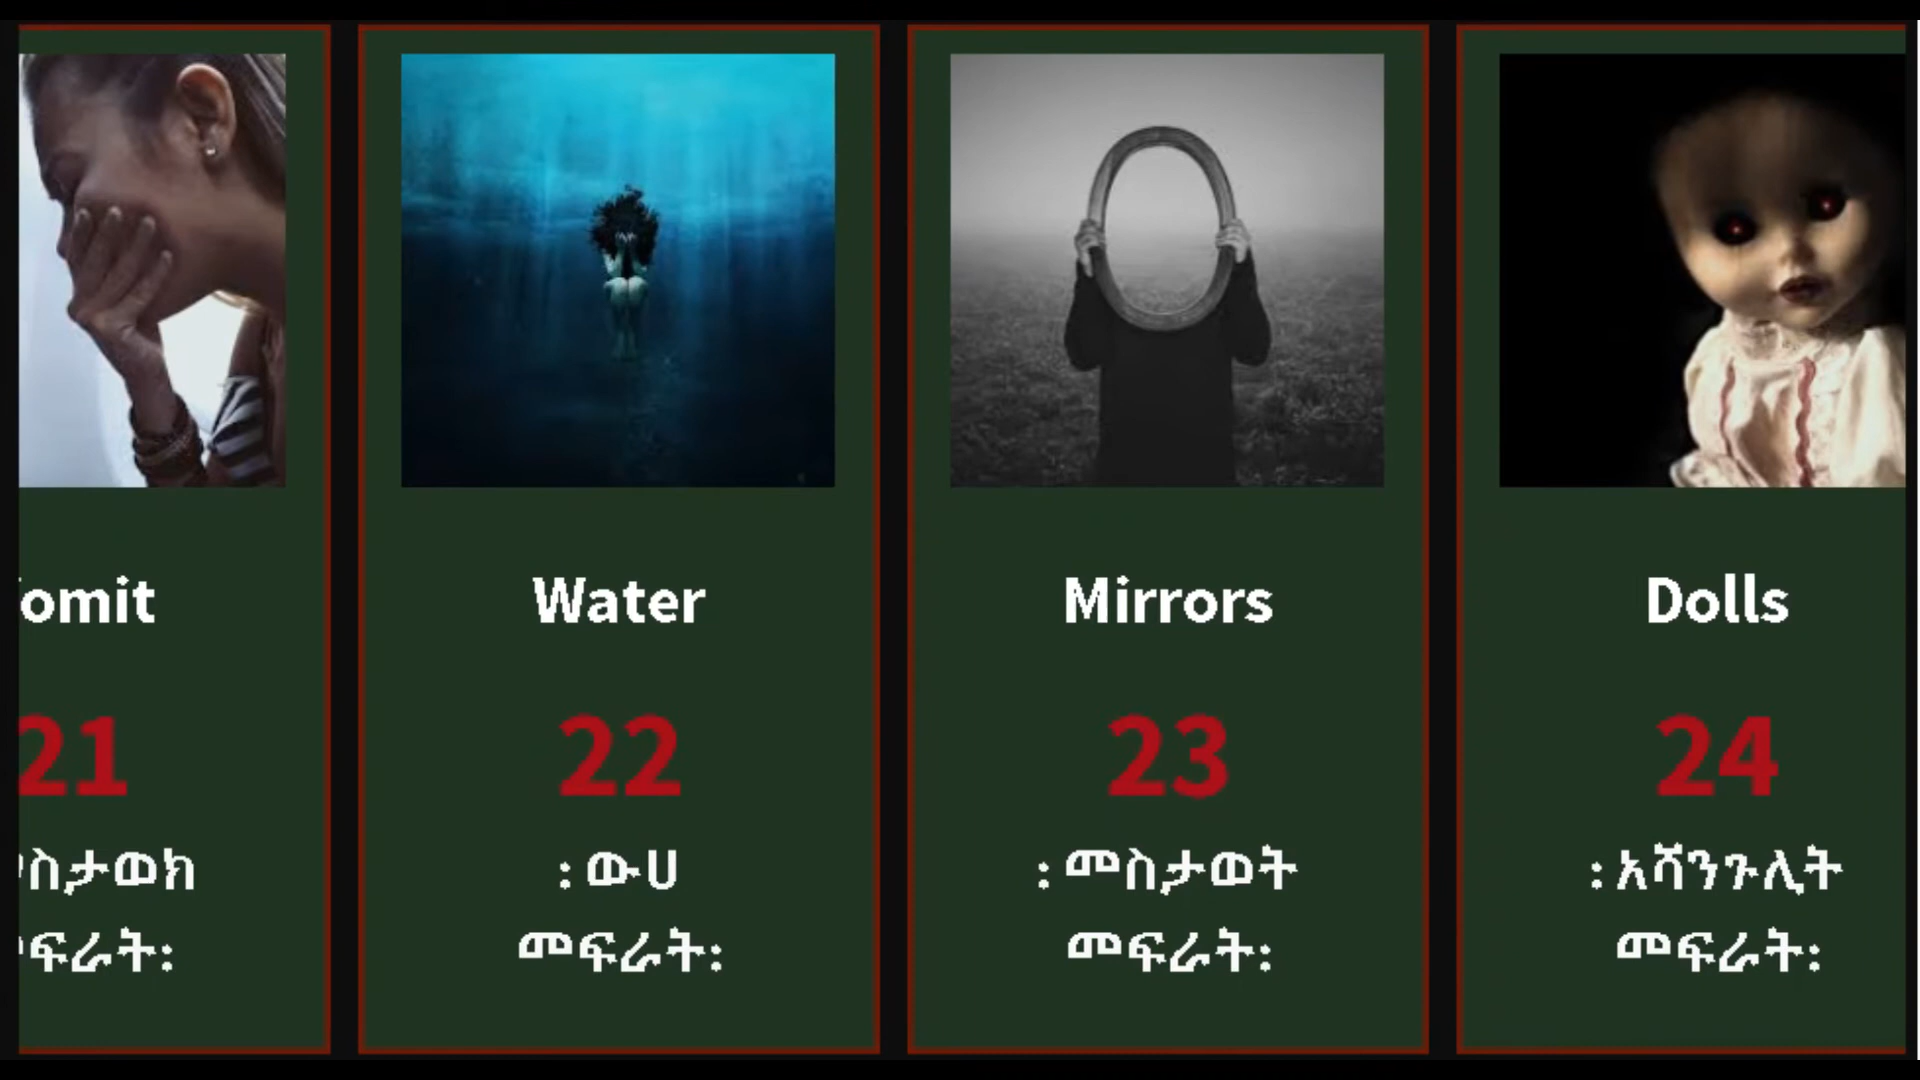 omit
21
ስታወክ
ፍራት:
Water
22
: ውሀ
መፍራት:
Mirrors
23
: መስታወት
መፍራት:
Dolls
24
: አሻንጉሊት
መፍራት: